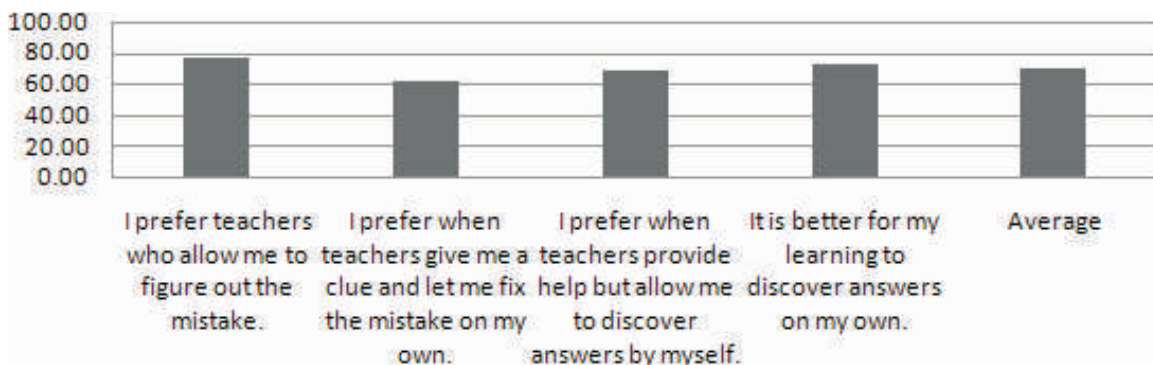 100.00
80.00
60.00
40.00
20.00
0.00
I prefer teachers
who allow me to
figure out the
mistake.
I prefer when
teachers give me a
clue and let me fix
the mistake on my
own.
I prefer when
teachers provide
help but allow me
to discover
answers by myself.
It is better for my
learning to
discover answers
on my own.
Average